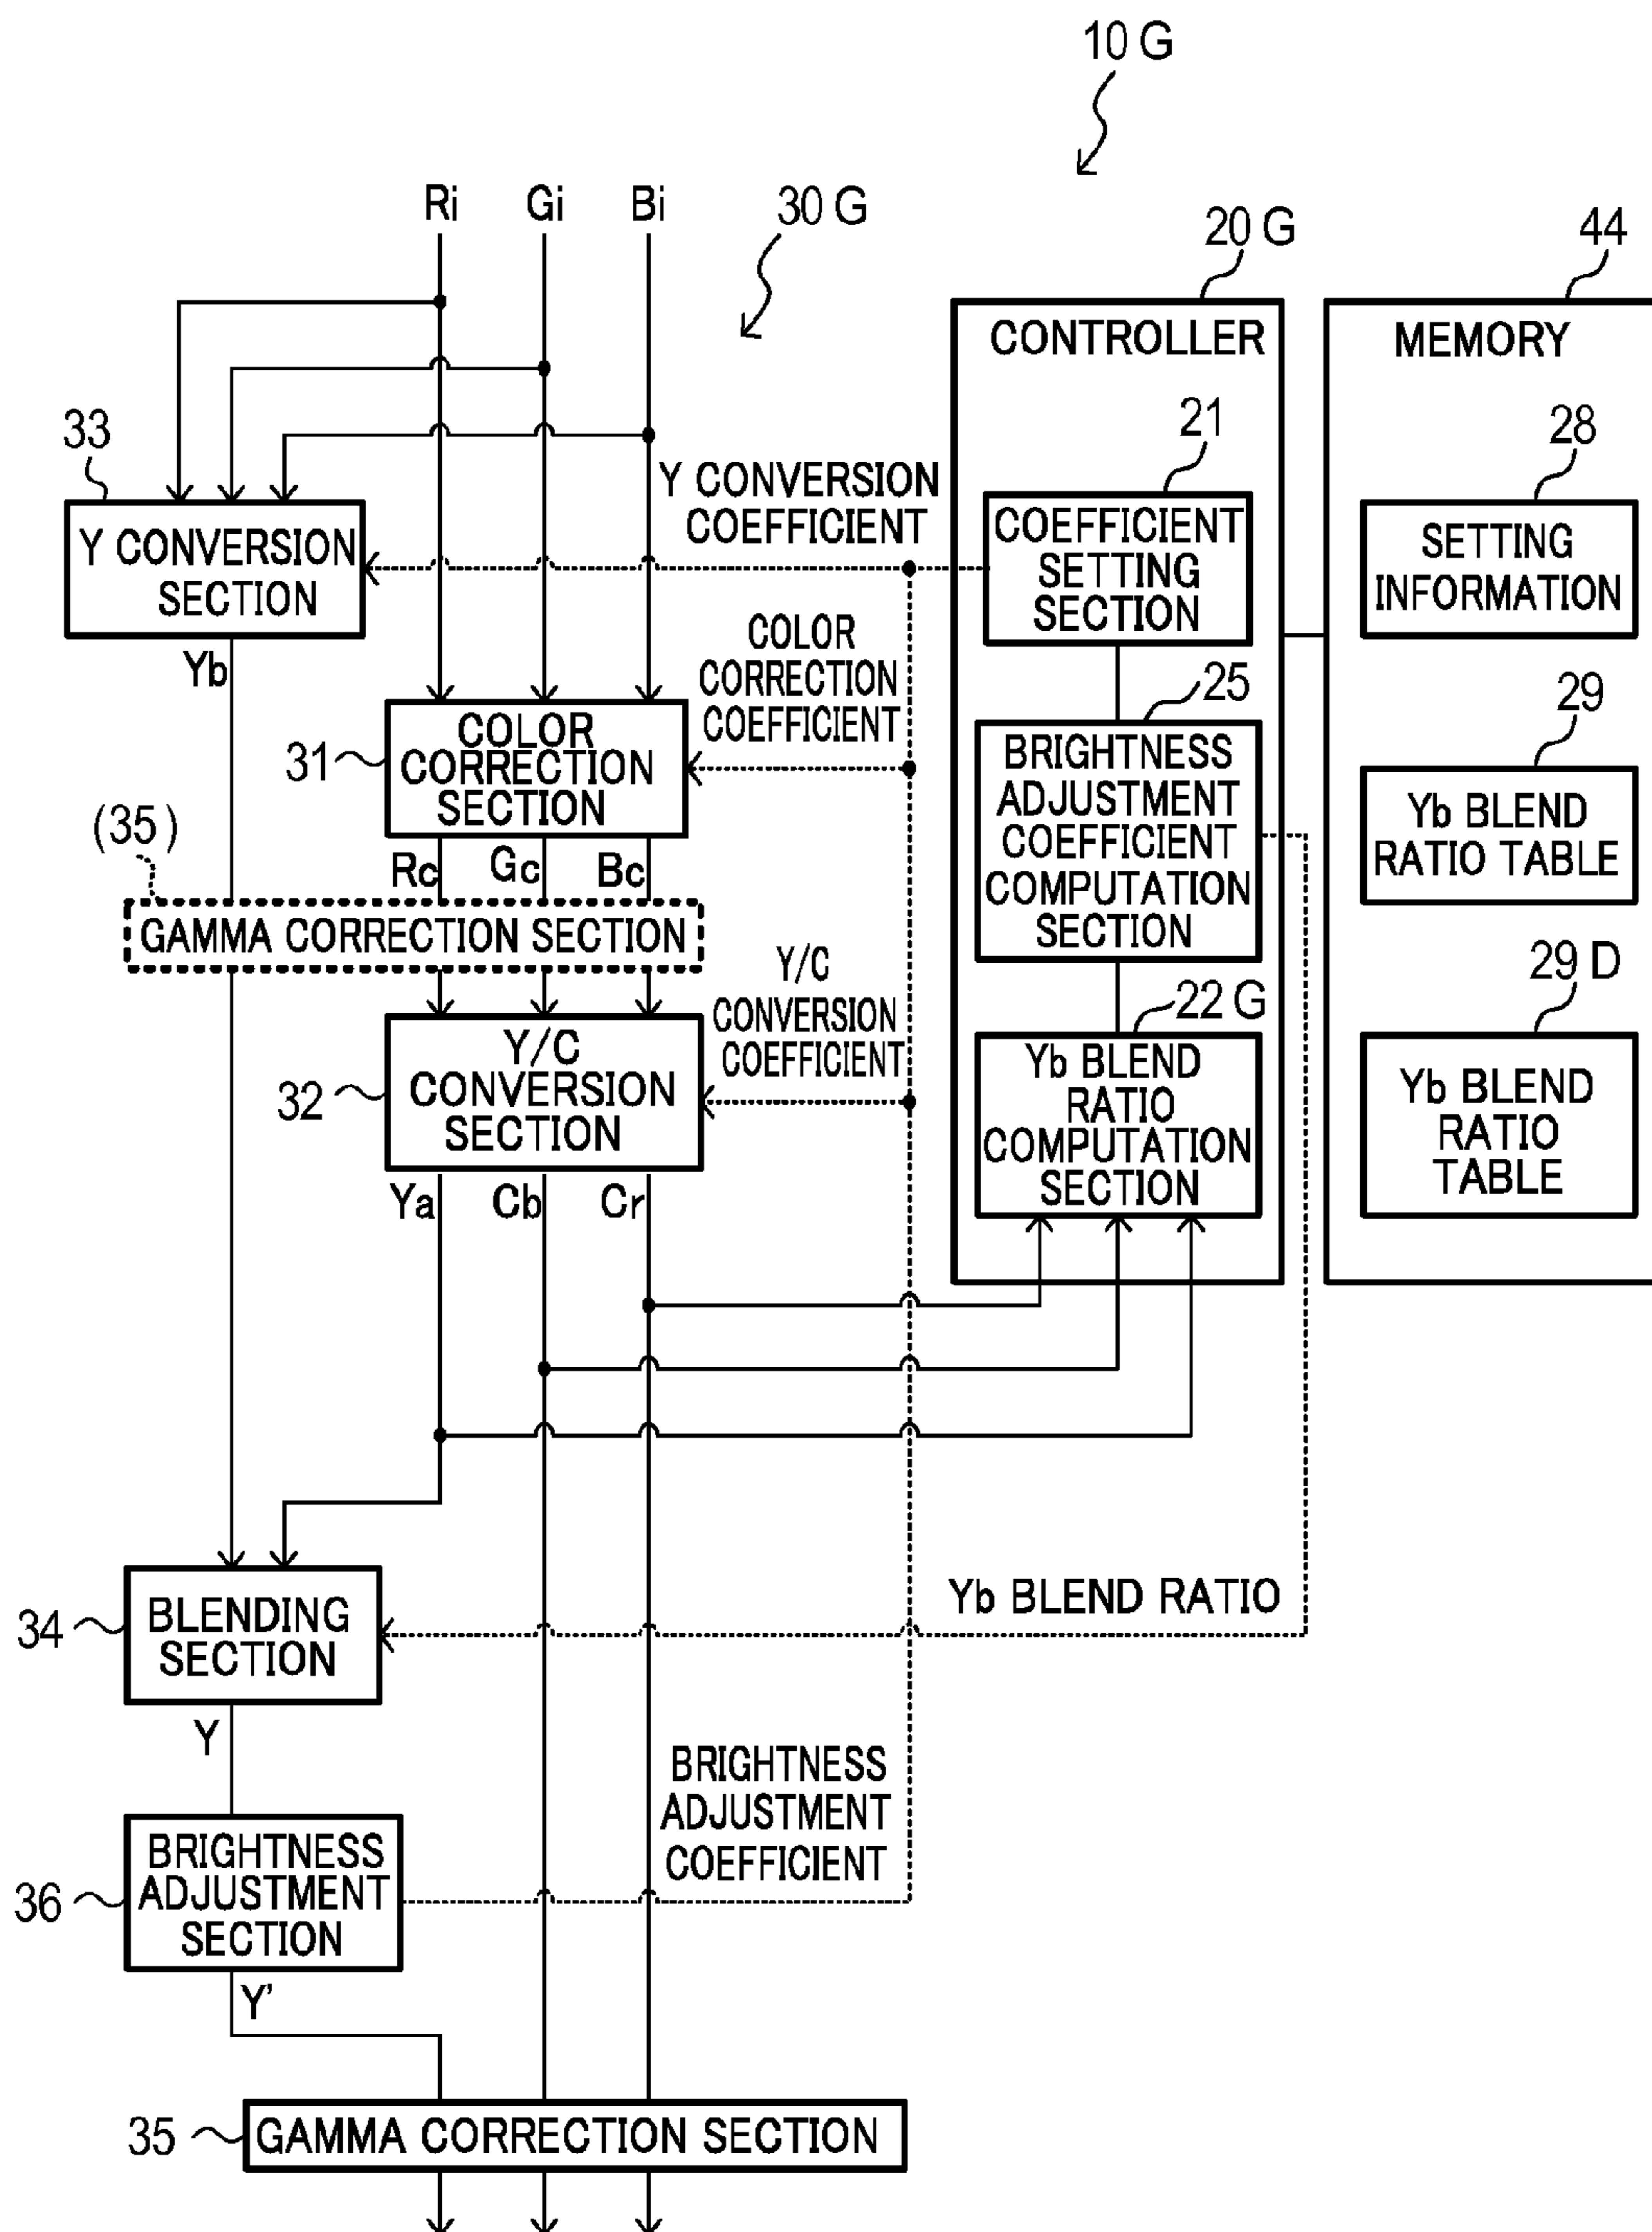 10 G
Ri Gi Bi
30 G
20 G
44
CONTROLLER
MEMORY
33
21
28
Y CONVERSION
COEFFICIENT
Y CONVERSION
SECTION
COEFFICIENT
SETTING
SECTION
SETTING
INFORMATION
Yb
COLOR
CORRECTION
COEFFICIENT
25
29
31
COLOR
CORRECTION
SECTION
BRIGHTNESS
ADJUSTMENT
COEFFICIENT
COMPUTATION
SECTION
Yb BLEND
RATIO TABLE
(35)
Rc Gc Bc
GAMMA CORRECTION SECTION
Y/C
CONVERSION
COEFFICIENT
22 G
29 D
32
Y/C
CONVERSION
SECTION
Yb BLEND
RATIO
COMPUTATION
SECTION
Yb BLEND
RATIO
TABLE
Ya Cb Cr
34
BLENDING
SECTION
Yb BLEND RATIO
Y
BRIGHTNESS
ADJUSTMENT
COEFFICIENT
36
BRIGHTNESS
ADJUSTMENT
SECTION
Y'
35
GAMMA CORRECTION SECTION